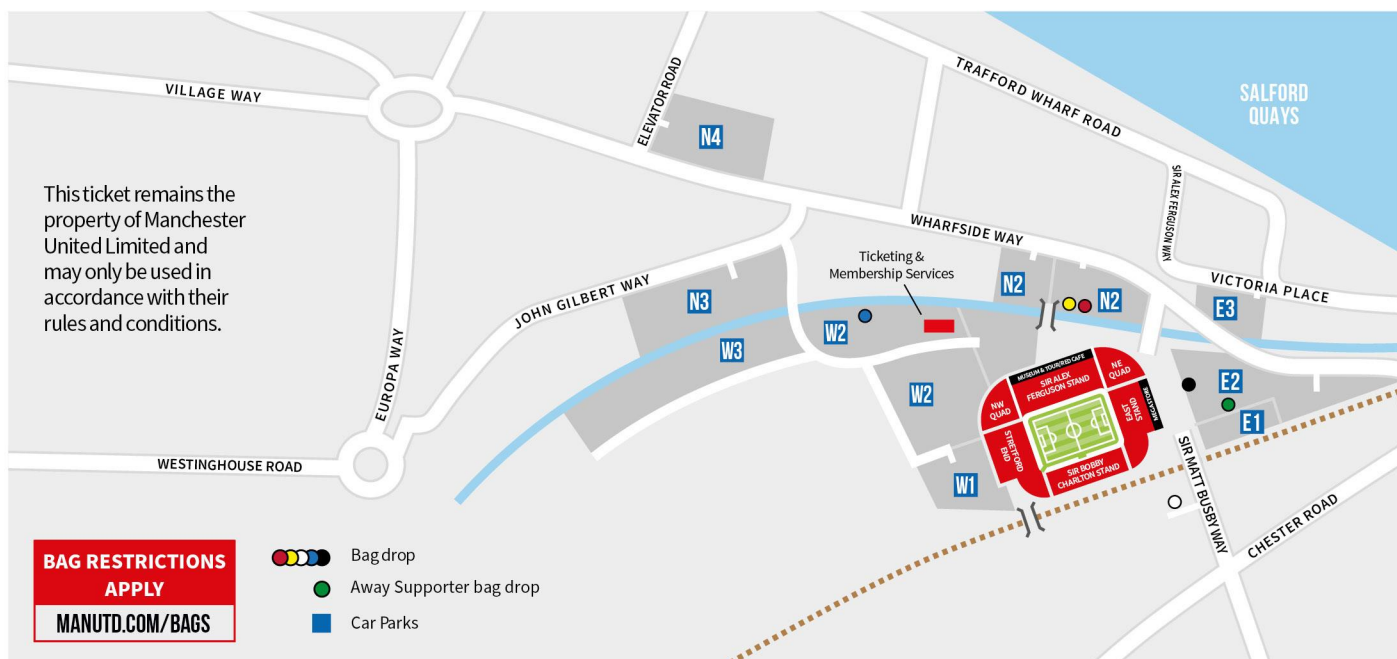 VILLAGE WAY
ELEVATOR ROAD
N4
TRAFFORD WHARF ROAD
SALFORD
QUAYS
SIR ALEX FERGUSON WAY
This ticket remains the
property of Manchester
United Limited and
may only be used in
accordance with their
rules and conditions.
WHARFSIDE WAY
Ticketing &
Membership Services
VICTORIA PLACE
JOHN GILBERT WAY
N3
N2
N2
E3
EUROPA WAY
W3
W2
W2
MUSEUM & TOUR/RED CAFE
SIR ALEX
FERGUSON STAND
NE
QUAD
NW
QUAD
EAST
STAND
MEGASTORE
STRETFORD
END
SIR BOBBY
CHARLTON STAND
E2
E1
W1
WESTINGHOUSE ROAD
SIR MATT BUSBY WAY
CHESTER ROAD
BAG RESTRICTIONS
APPLY
MANUTD.COM/BAGS
Bag drop
Away Supporter bag drop
Car Parks